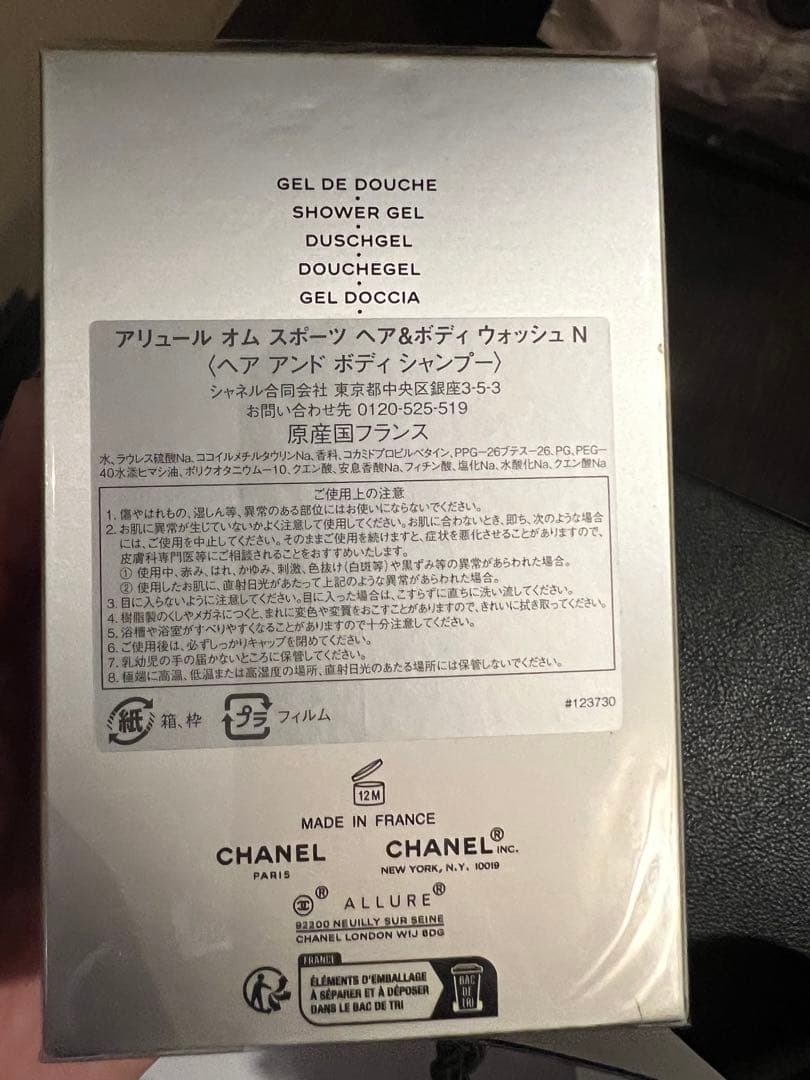 GEL DE DOUCHE
SHOWER GEL
DUSCHGEL
DOUCHEGEL
GEL DOCCIA
アリュール オム スポーツ ヘア&ボディ ウォッシュ N
〈ヘア アンド ボディ シャンプー〉
シャネル合同会社 東京都中央区銀座3-5-3
お問い合わせ先 0120-525-519
原産国フランス
水、ラウレス硫酸Na、ココイルメチルタウリンNa、香料、コカミドプロピルベタイン、PPG-26ブテス-26、PG、PEG-
40水添ヒマシ油、ポリクオタニウム-10、クエン酸、安息香酸Na、フィチン酸、塩化Na、水酸化Na、クエン酸Na
ご使用上の注意
1. 傷やはれもの、湿しん等、異常のある部位にはお使いにならないでください。
2. お肌に異常が生じていないかよく注意して使用してください。お肌に合わないとき、即ち、次のような場合
には、ご使用を中止してください。そのままご使用を続けますと、症状を悪化させることがありますので、
皮膚科専門医等にご相談されることをおすすめいたします。
① 使用中、赤み、はれ、かゆみ、刺激、色抜け(白斑等)や黒ずみ等の異常があらわれた場合。
② 使用したお肌に、直射日光があたって上記のような異常があらわれた場合。
3. 目に入らないように注意してください。目に入った場合は、こすらずに直ちに洗い流してください。
4. 樹脂製のくしやメガネにつくと、まれに変色や変質をおこすことがありますので、きれいに拭き取ってください。
5. 浴槽や浴室がすべりやすくなることがありますので十分注意してください。
6. ご使用後は、必ずしっかりキャップを閉めてください。
7. 乳幼児の手の届かないところに保管してください。
8. 極端に高温、低温または高湿度の場所、直射日光のあたる場所には保管しないでください。
紙 箱、枠 プラ フィルム
#123730
12M
MADE IN FRANCE
CHANEL CHANEL® INC.
PARIS NEW YORK, N.Y. 10019
® ALLURE®
92200 NEUILLY SUR SEINE
CHANEL LONDON W1J 6DG
FRANCE
ÉLÉMENTS D'EMBALLAGE
À SÉPARER ET À DÉPOSER
DANS LE BAC DE TRI
BAC
DE
TRI